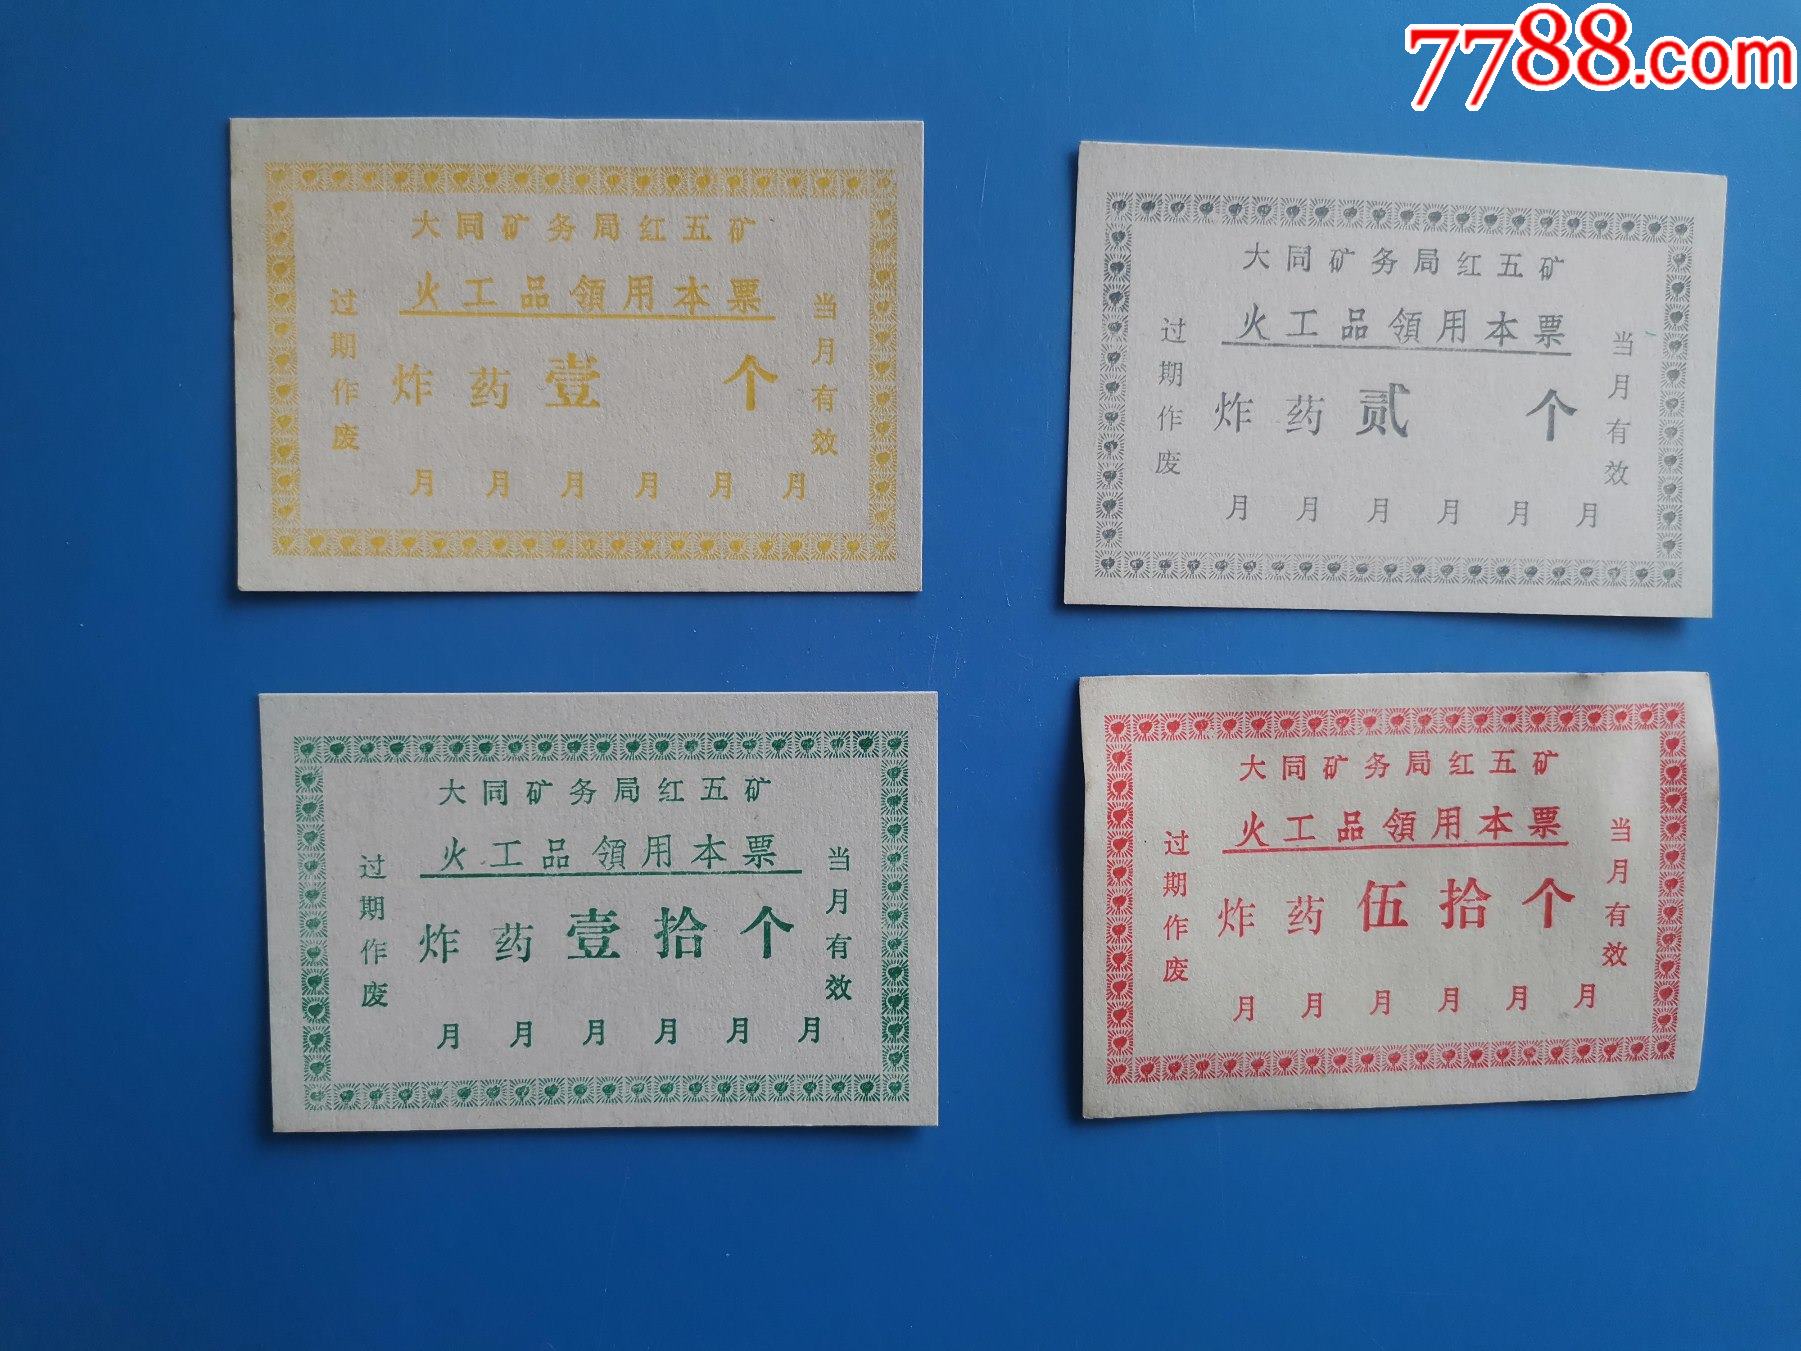 7788.com
大同矿务局红五矿
火工品領用本票
过期作废
当月有效
炸药壹 个
月 月 月 月 月 月
大同矿务局红五矿
火工品領用本票
过期作废
当月有效
炸药贰 个
月 月 月 月 月 月
大同矿务局红五矿
火工品領用本票
过期作废
当月有效
炸药壹拾个
月 月 月 月 月 月
大同矿务局红五矿
火工品領用本票
过期作废
当月有效
炸药伍拾个
月 月 月 月 月 月